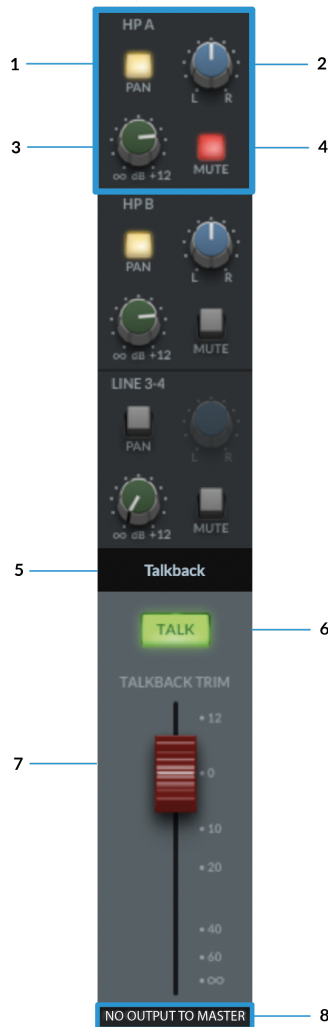 HP A
1
2
PAN
L R
3
4
∞ dB +12
MUTE
HP B
PAN
L R
∞ dB +12
MUTE
LINE 3-4
PAN
L R
∞ dB +12
MUTE
5
Talkback
TALK
6
TALKBACK TRIM
12
7
0
10
20
40
60
∞
NO OUTPUT TO MASTER
8